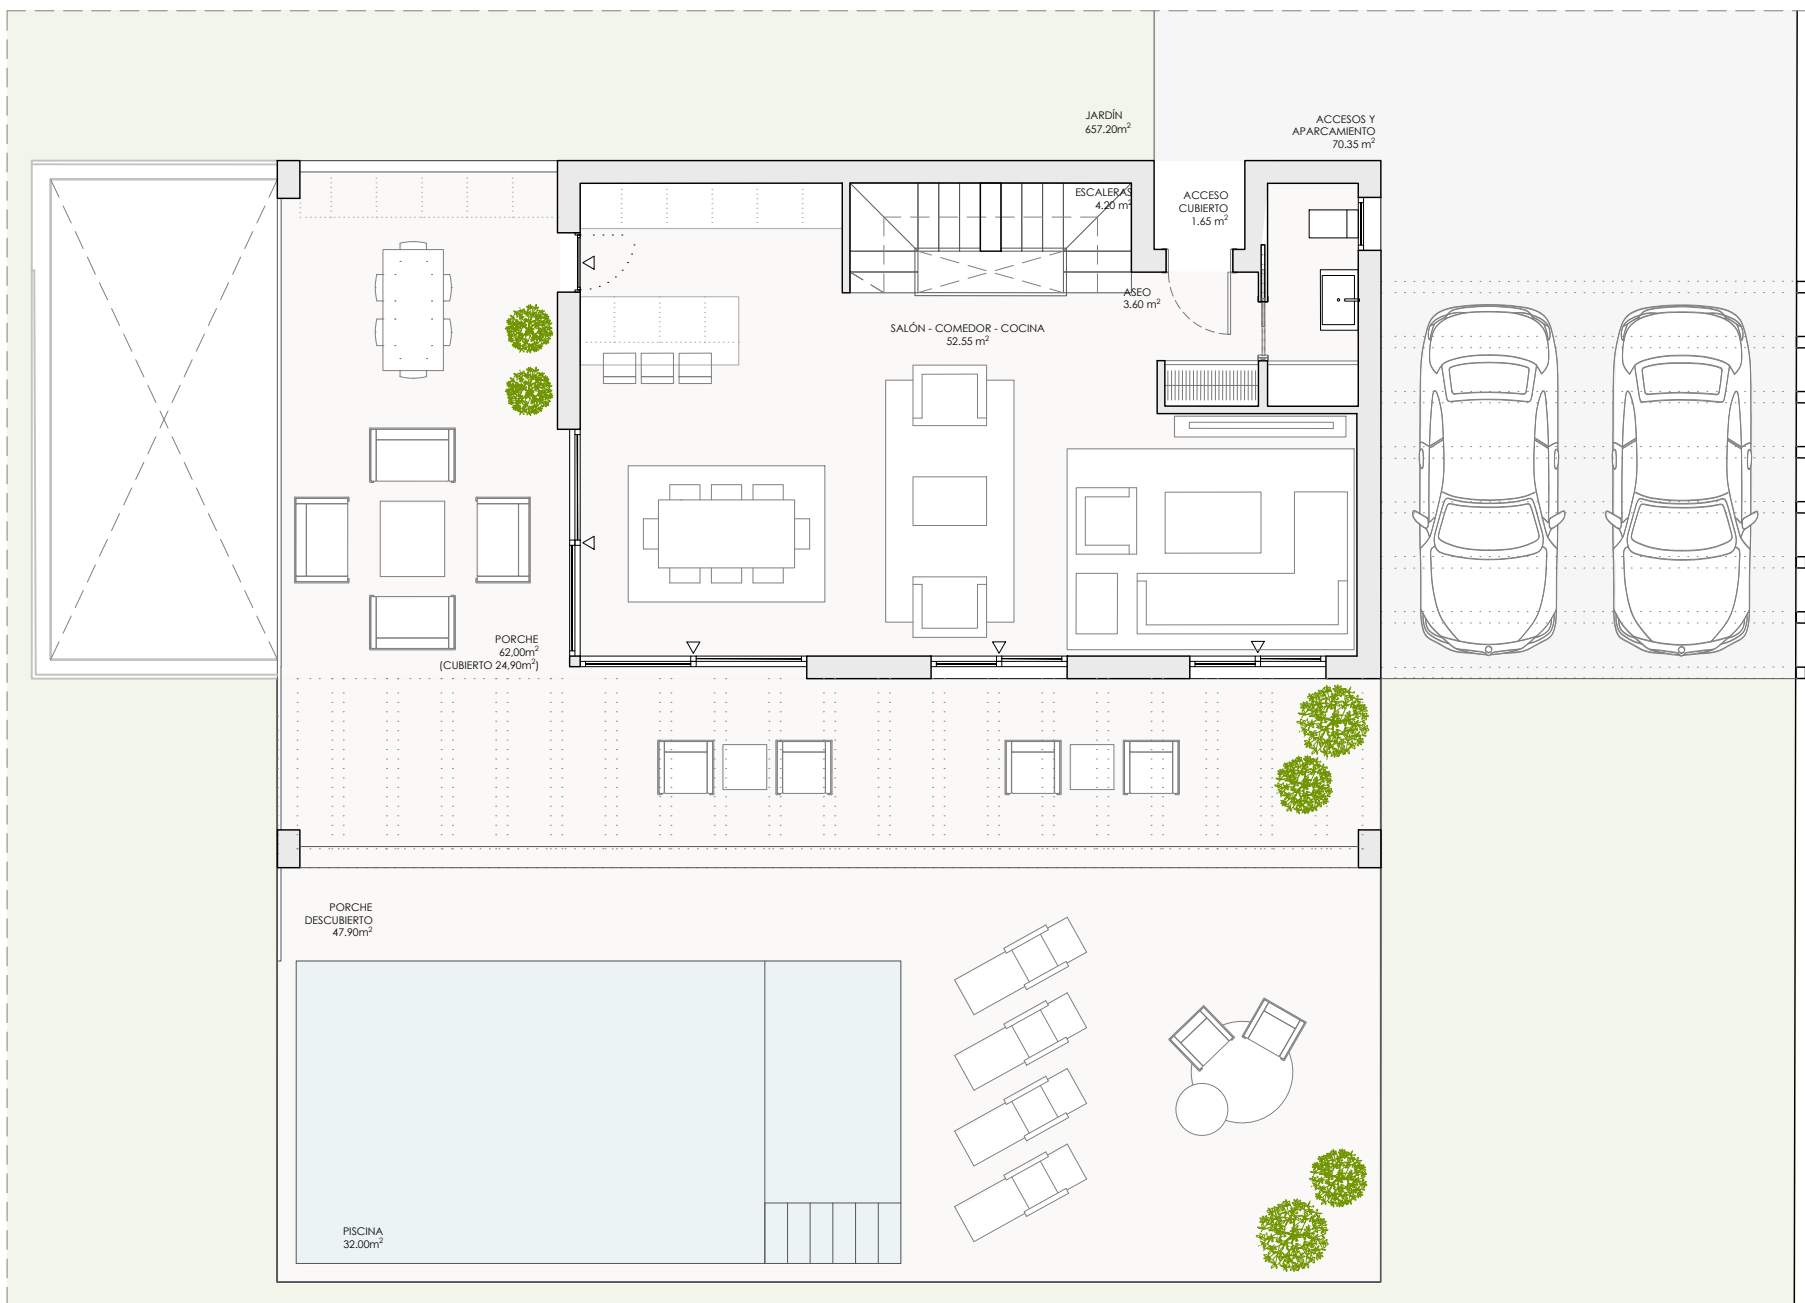 JARDÍN
657.20m²
ACCESOS Y
APARCAMIENTO
70.35 m²
ESCALERAS
4.20 m²
ACCESO
CUBIERTO
1.65 m²
ASEO
3.60 m²
SALÓN - COMEDOR - COCINA
52.55 m²
PORCHE
62,00m²
(CUBIERTO 24,90m²)
PORCHE
DESCUBIERTO
47.90m²
PISCINA
32.00m²